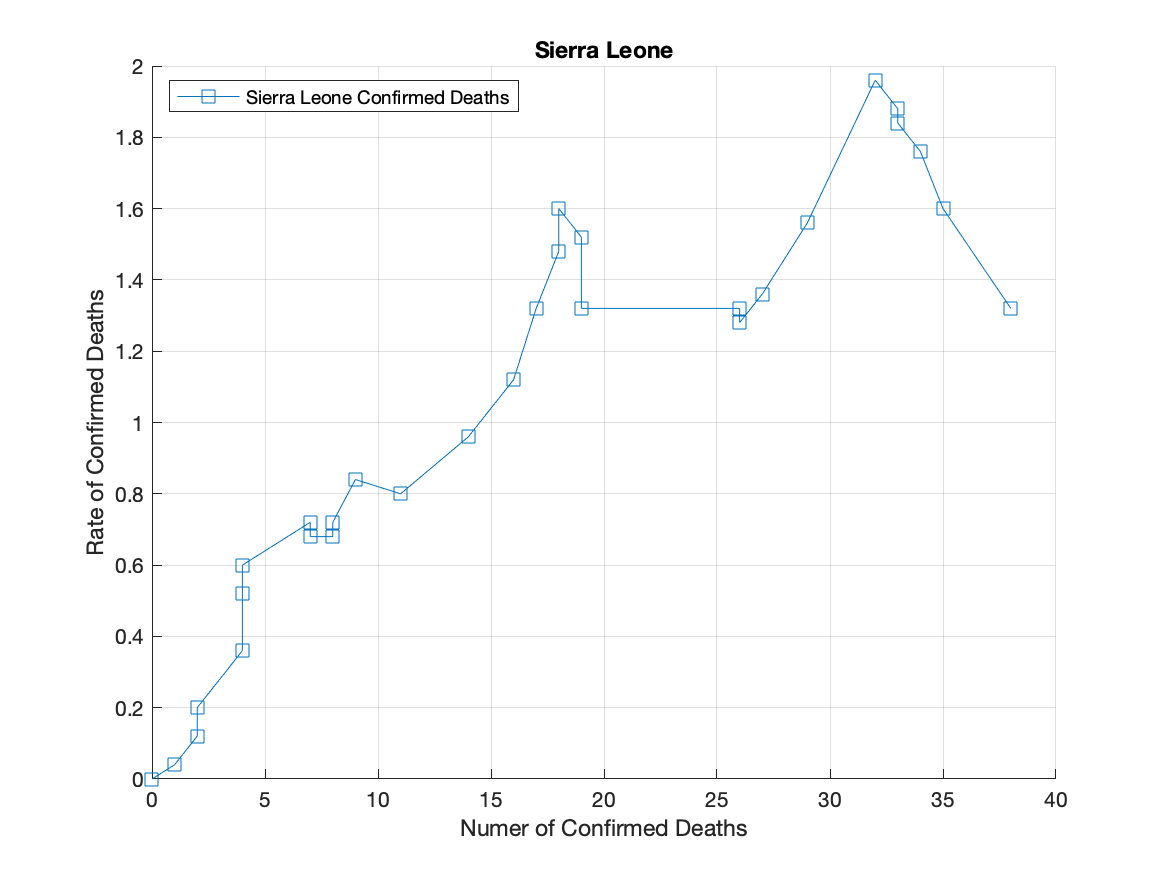 Sierra Leone
Sierra Leone Confirmed Deaths
2
1.8
1.6
1.4
1.2
1
0.8
0.6
0.4
0.2
0
Rate of Confirmed Deaths
0 5 10 15 20 25 30 35 40
Numer of Confirmed Deaths